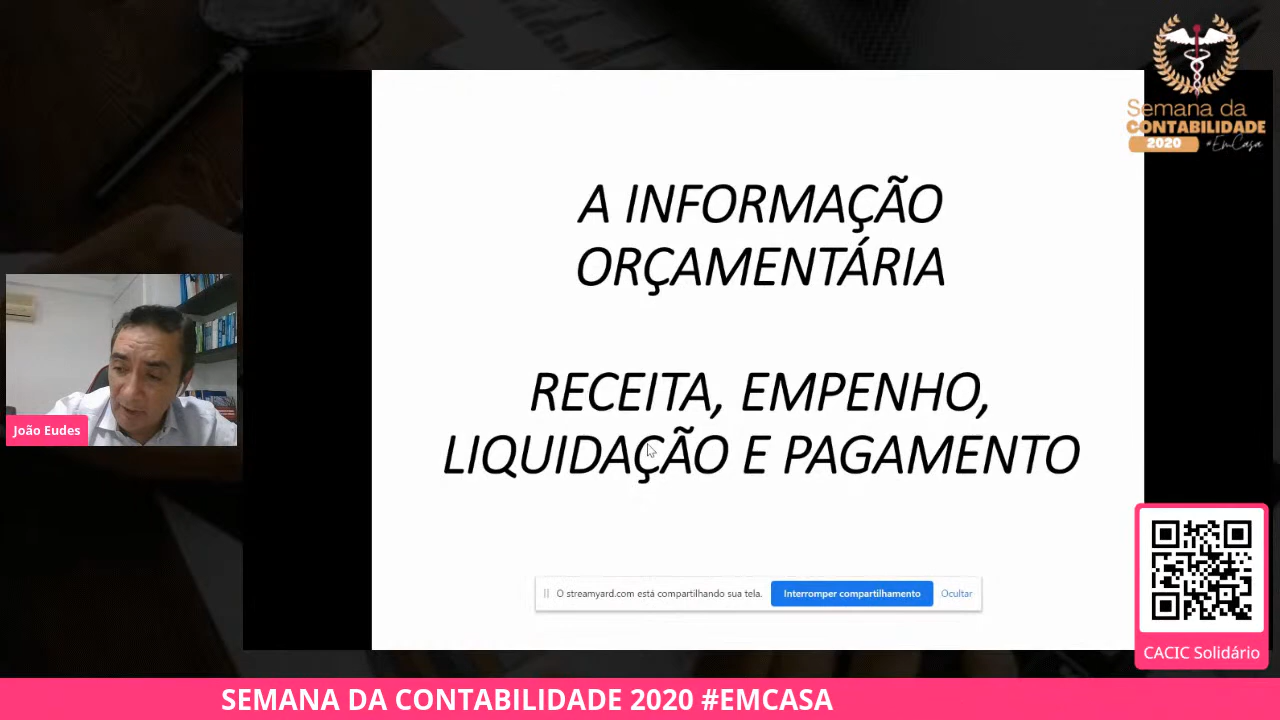 Semana da
CONTABILIDADE
2020 #EmCasa
A INFORMAÇÃO
ORÇAMENTÁRIA
RECEITA, EMPENHO,
LIQUIDAÇÃO E PAGAMENTO
João Eudes
O streamyard.com está compartilhando sua tela.
Interromper compartilhamento
Ocultar
CACIC Solidário
SEMANA DA CONTABILIDADE 2020 #EMCASA